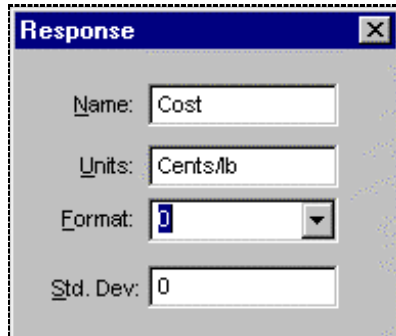 Response
Name: Cost
Units: Cents/lb
Format: 0
Std. Dev: 0